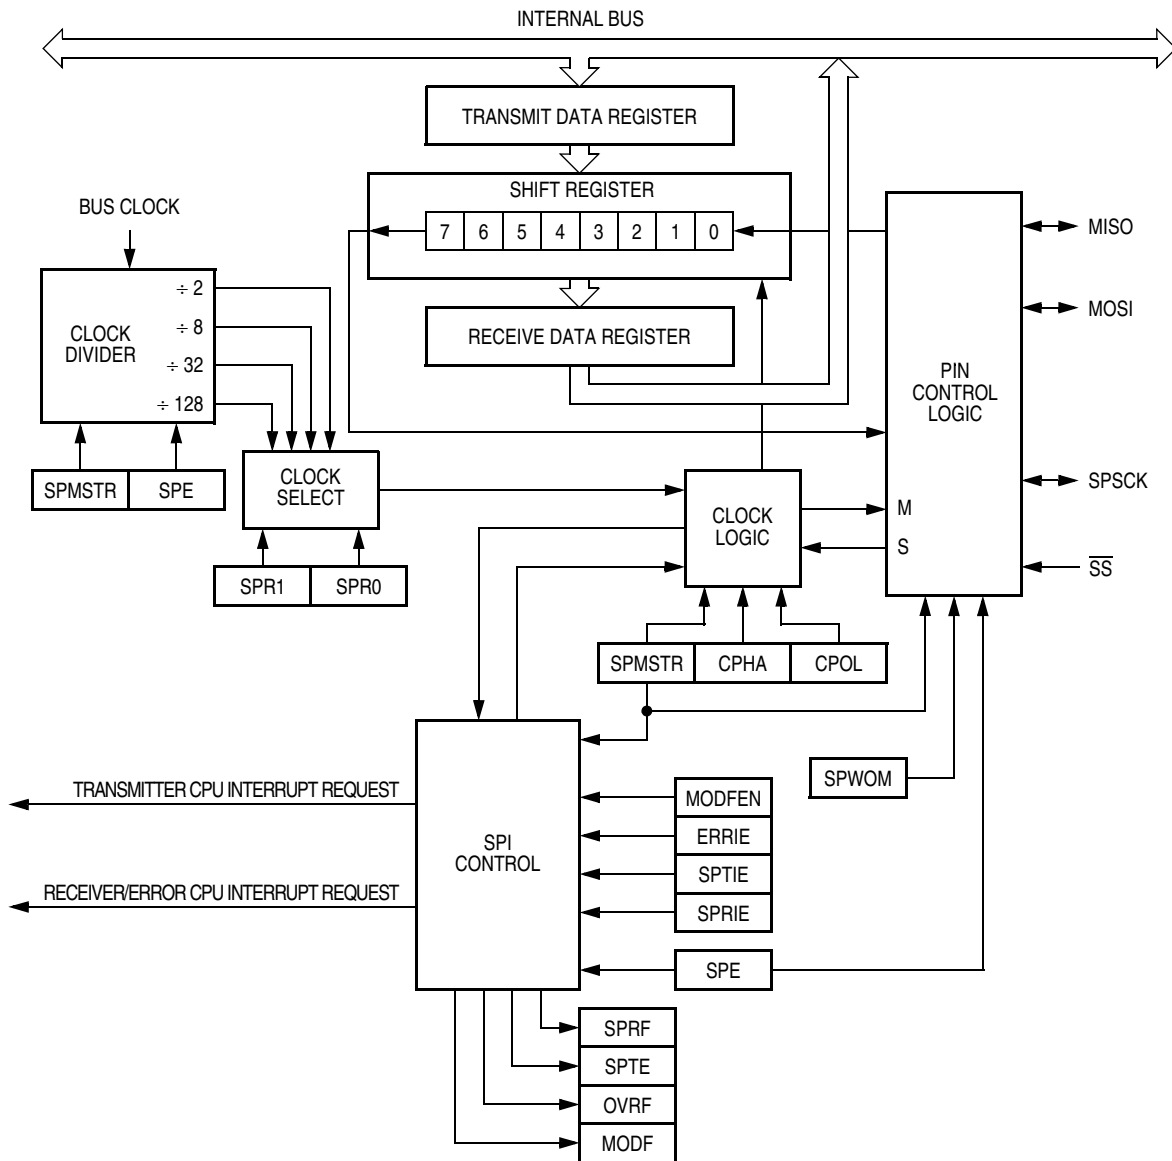 INTERNAL BUS
TRANSMIT DATA REGISTER
SHIFT REGISTER
7 6 5 4 3 2 1 0
BUS CLOCK
CLOCK
DIVIDER
÷ 2
÷ 8
÷ 32
÷ 128
RECEIVE DATA REGISTER
PIN
CONTROL
LOGIC
MISO
MOSI
SPSCK
SS
M
S
SPMSTR SPE
CLOCK
SELECT
SPR1 SPR0
CLOCK
LOGIC
SPMSTR CPHA CPOL
SPWOM
TRANSMITTER CPU INTERRUPT REQUEST
RECEIVER/ERROR CPU INTERRUPT REQUEST
SPI
CONTROL
MODFEN
ERRIE
SPTIE
SPRIE
SPE
SPRF
SPTE
OVRF
MODF